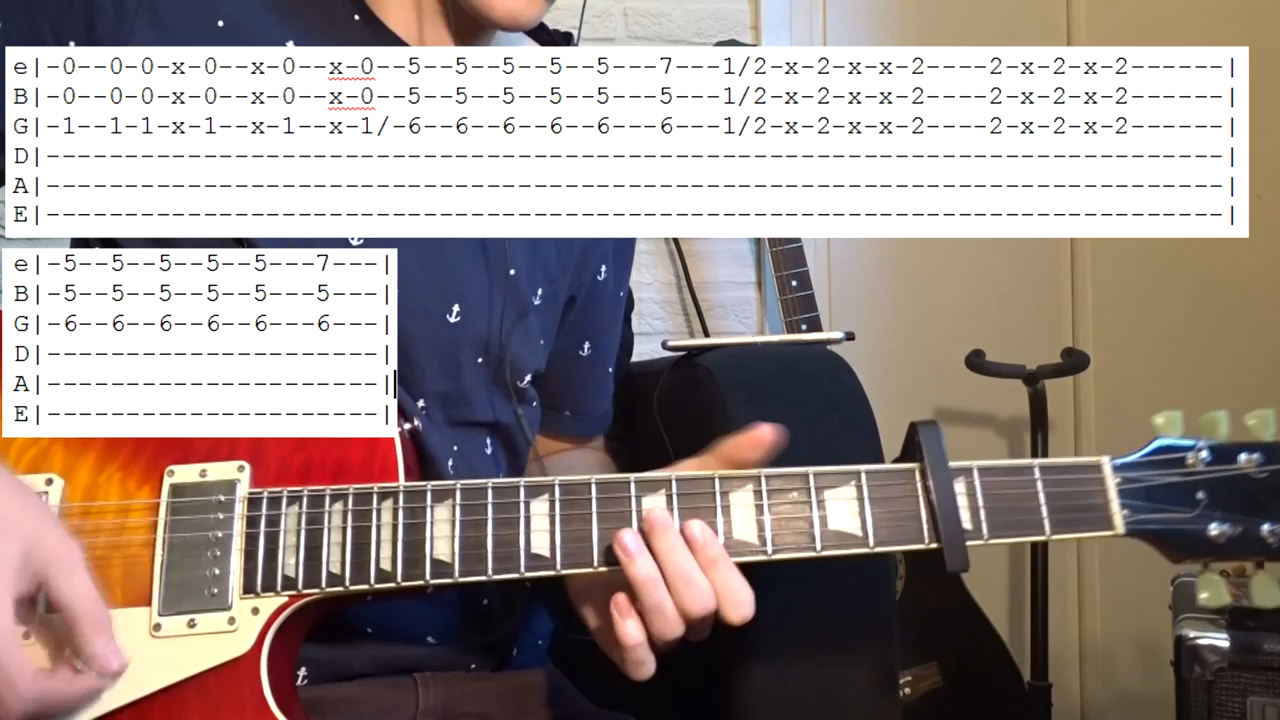 e|-0--0-0-x-0--x-0--x-0--5--5--5--5--5---7---1/2-x-2-x-x-2----2-x-2-x-2------|
B|-0--0-0-x-0--x-0--x-0--5--5--5--5--5---5---1/2-x-2-x-x-2----2-x-2-x-2------|
G|-1--1-1-x-1--x-1--x-1/-6--6--6--6--6---6---1/2-x-2-x-x-2----2-x-2-x-2------|
D|---------------------------------------------------------------------------|
A|---------------------------------------------------------------------------|
E|---------------------------------------------------------------------------|
e|-5--5--5--5--5---7---|
B|-5--5--5--5--5---5---|
G|-6--6--6--6--6---6---|
D|---------------------|
A|---------------------|
E|---------------------|